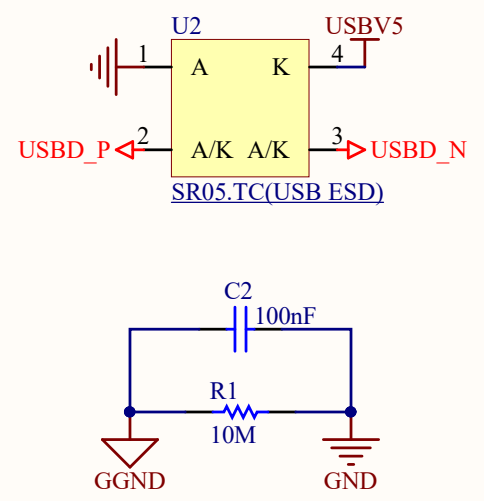 U2
USBV5
1
A
K
4
USBD_P
2
A/K
A/K
3
USBD_N
SR05.TC(USB ESD)
C2
100nF
R1
10M
GGND
GND